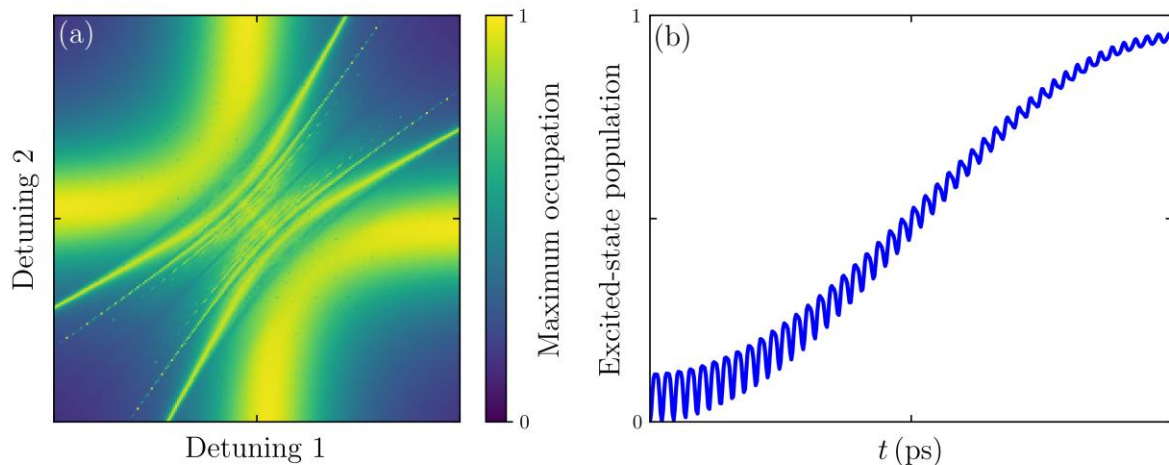 (a)
Detuning 2
Detuning 1
1
0
Maximum occupation
(b)
1
0
Excited-state population
t (ps)